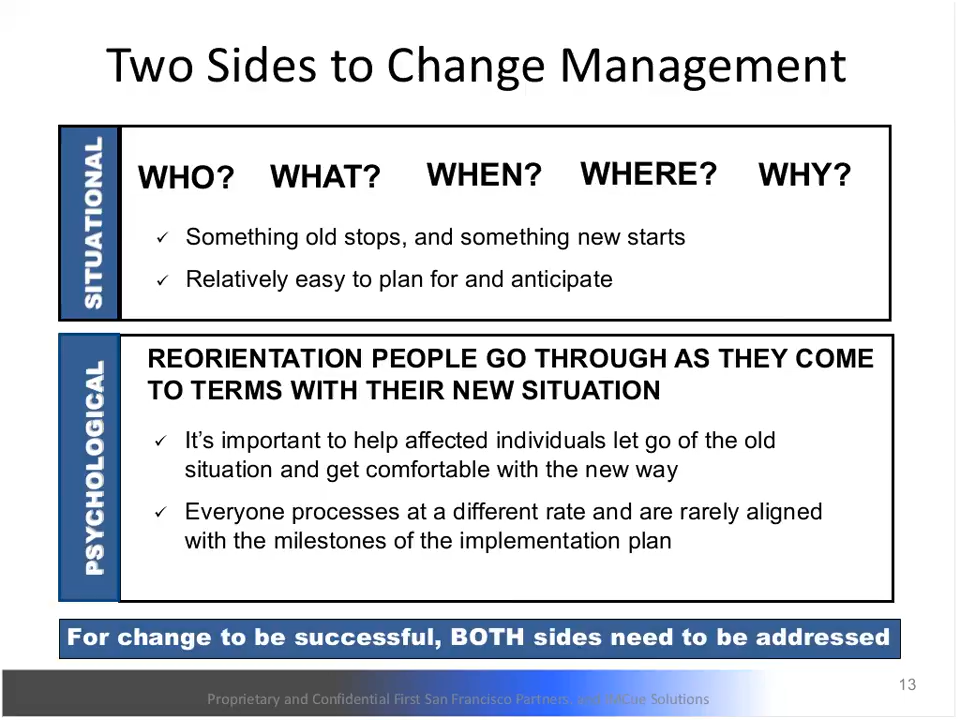 Two Sides to Change Management
SITUATIONAL
WHO? WHAT? WHEN? WHERE? WHY?
✓ Something old stops, and something new starts
✓ Relatively easy to plan for and anticipate
PSYCHOLOGICAL
REORIENTATION PEOPLE GO THROUGH AS THEY COME
TO TERMS WITH THEIR NEW SITUATION
✓ It's important to help affected individuals let go of the old
situation and get comfortable with the new way
✓ Everyone processes at a different rate and are rarely aligned
with the milestones of the implementation plan
For change to be successful, BOTH sides need to be addressed
13
Proprietary and Confidential First San Francisco Partners, and Solutions